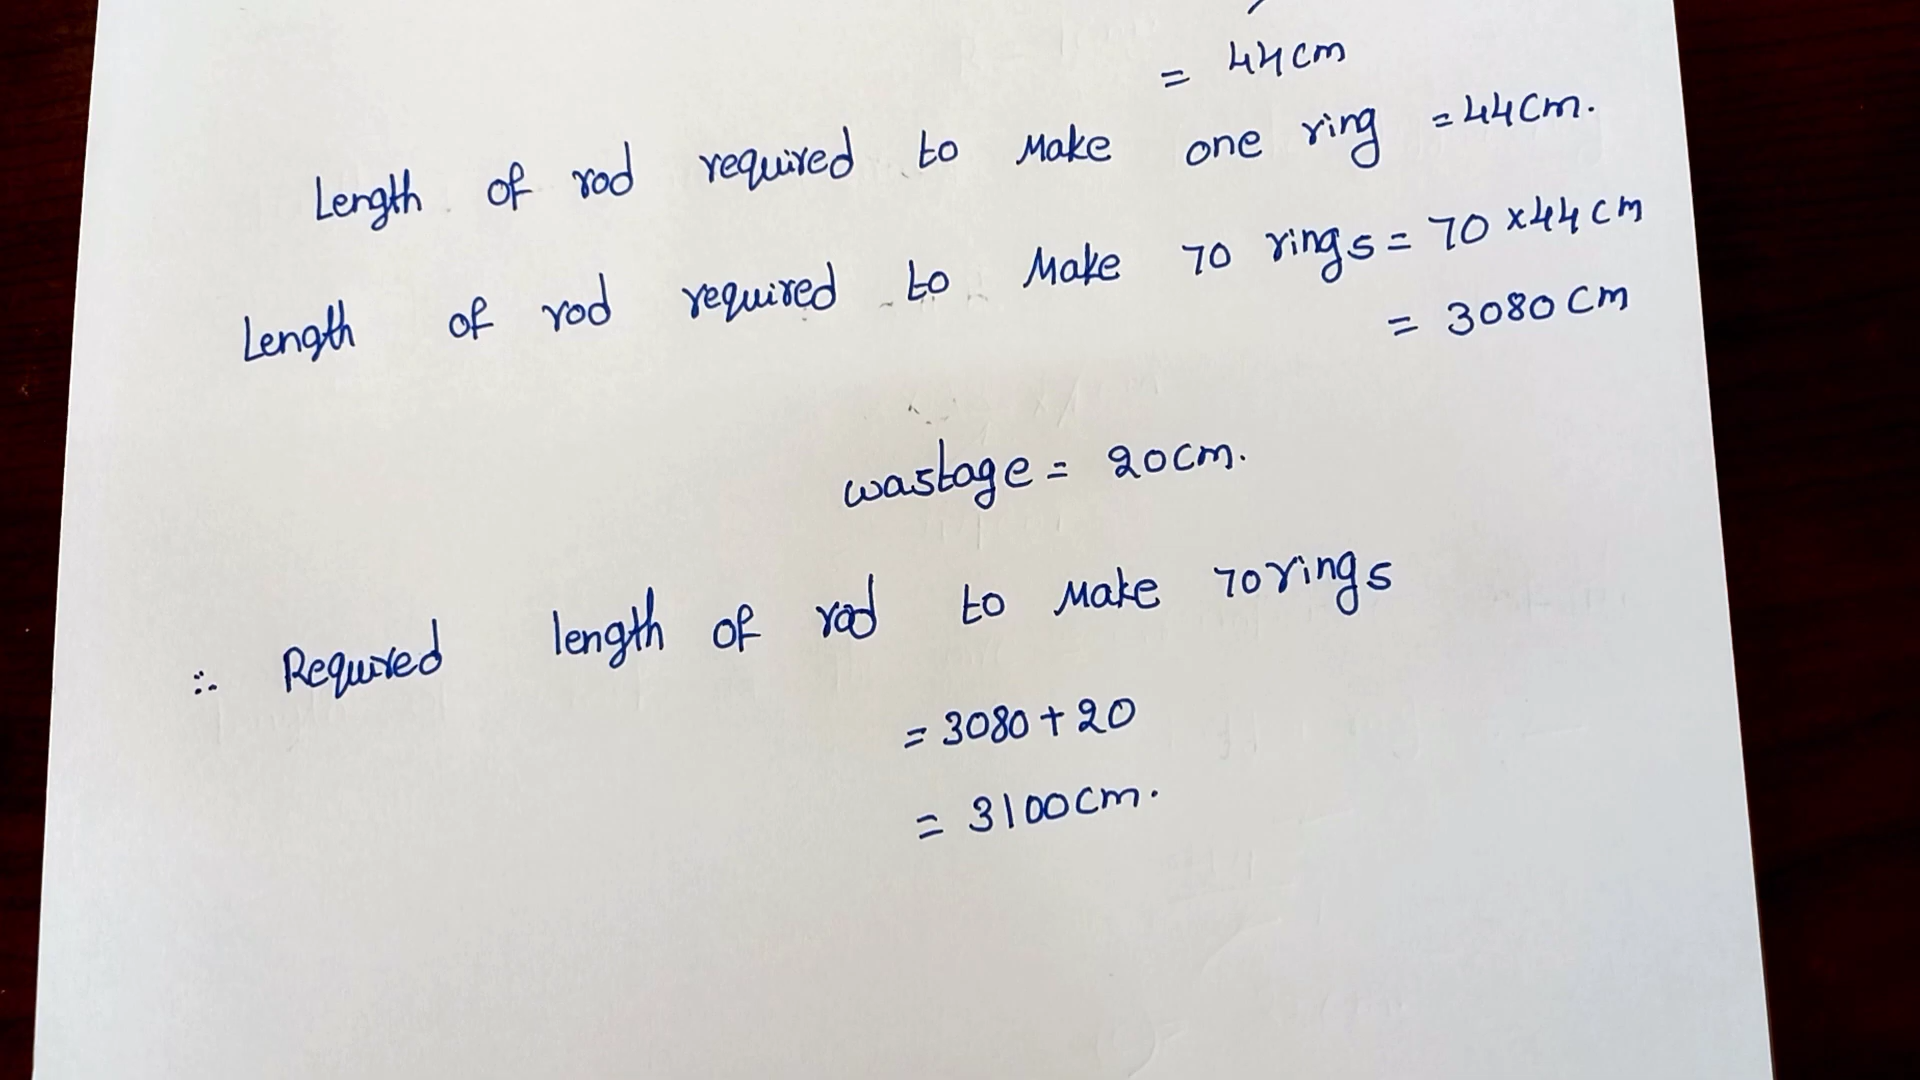 = 44cm
Length of rod required to Make one ring = 44cm.
Length of rod required to Make 70 rings = 70 x 44 cm
= 3080 cm
wastage = 20cm.
∴ Required length of rod to Make 70 rings
= 3080 + 20
= 3100cm.